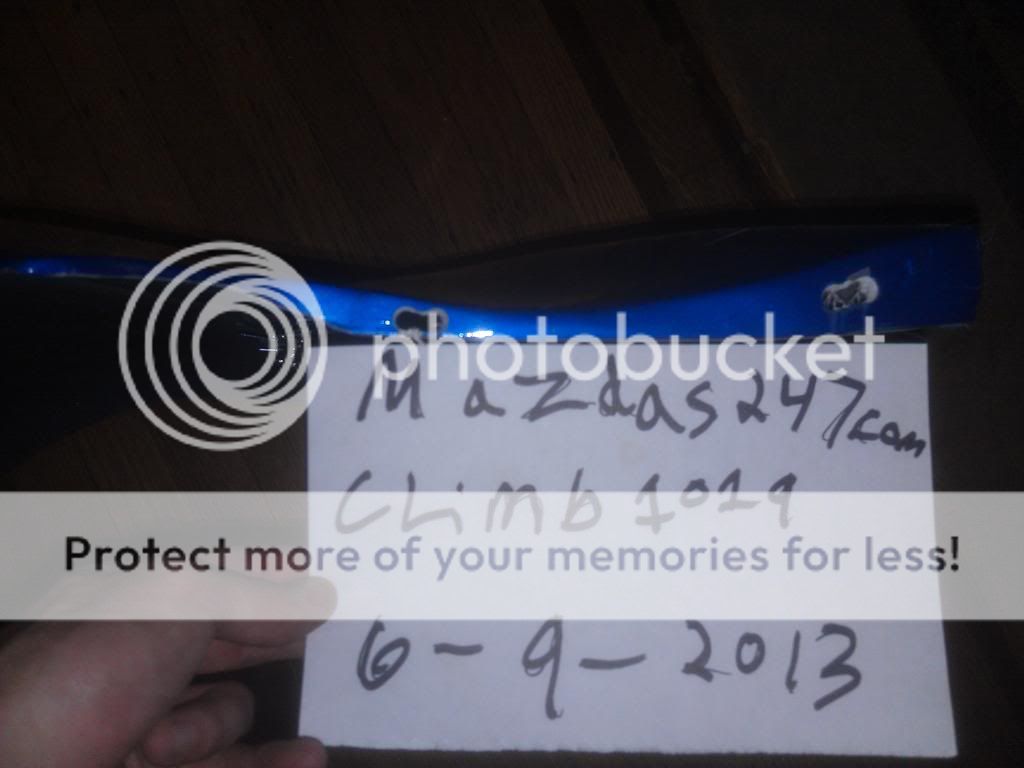 photobucket
Mazdas247.com
Climb1019
Protect more of your memories for less!
6-9-2013